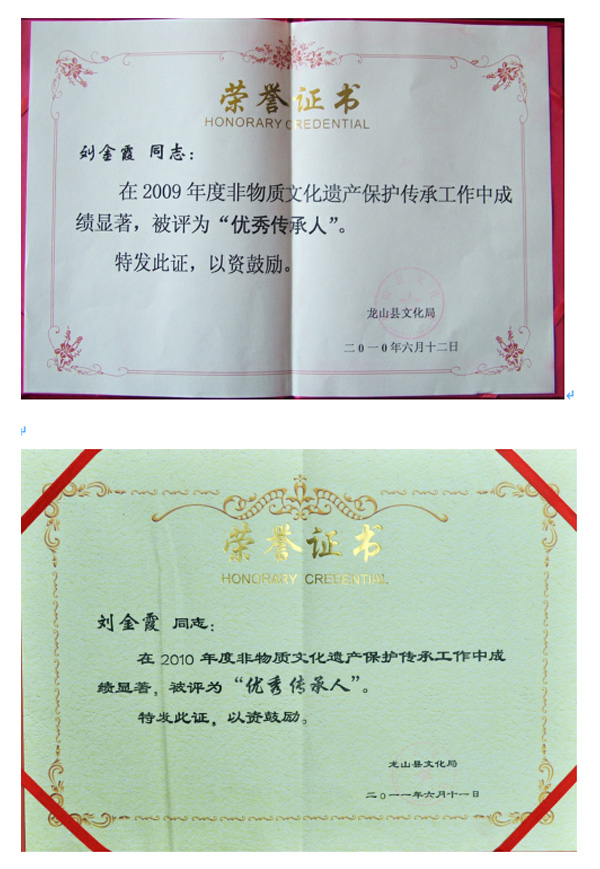 荣誉证书
HONORARY CREDENTIAL
刘金霞 同志：
在2009年度非物质文化遗产保护传承工作中成
绩显著，被评为“优秀传承人”。
特发此证，以资鼓励。
龙山县文化局
二0一0年六月十二日
荣誉证书
HONORARY CREDENTIAL
刘金霞 同志：
在2010年度非物质文化遗产保护传承工作中成
绩显著，被评为“优秀传承人”。
特发此证，以资鼓励。
龙山县文化局
二0一一年六月十一日